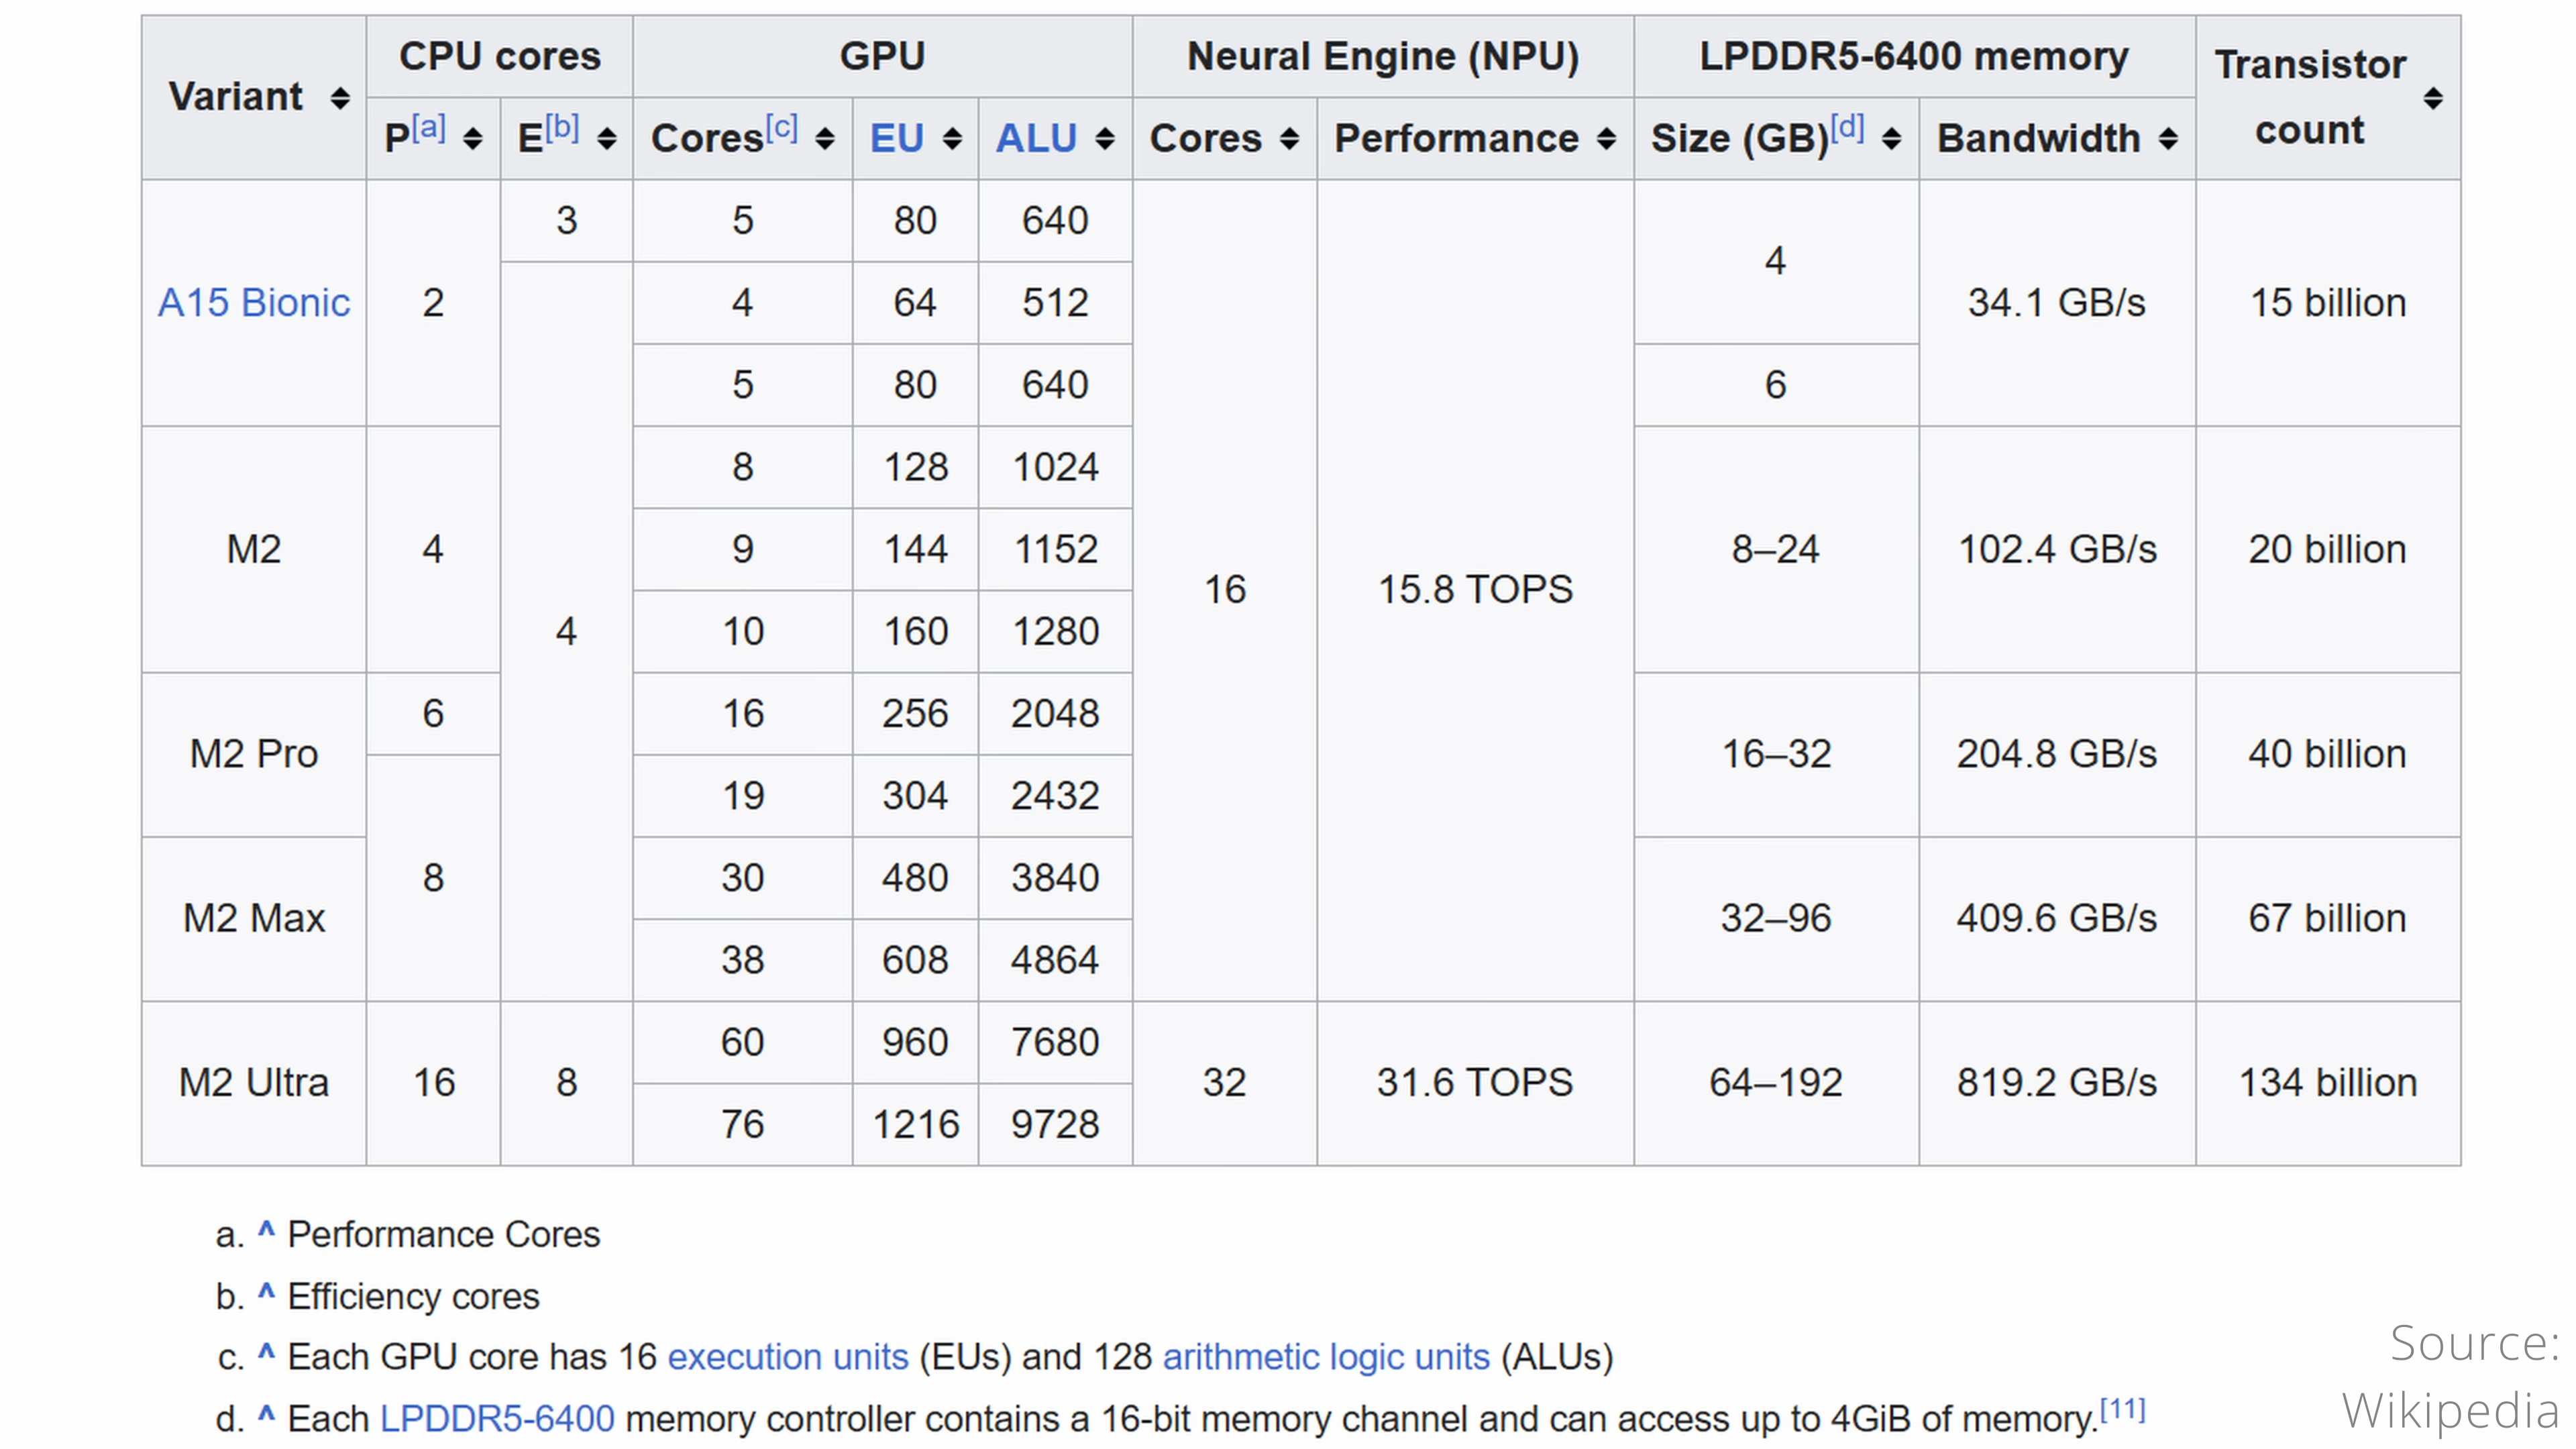 Variant CPU cores GPU Neural Engine (NPU) LPDDR5-6400 memory Transistor count
P[a] E[b] Cores[c] EU ALU Cores Performance Size (GB)[d] Bandwidth
A15 Bionic 2 3 5 80 640 16 15.8 TOPS 4 34.1 GB/s 15 billion
4 4 64 512
5 80 640 6
M2 4 8 128 1024 8–24 102.4 GB/s 20 billion
9 144 1152
10 160 1280
M2 Pro 6 16 256 2048 16–32 204.8 GB/s 40 billion
8 19 304 2432
M2 Max 30 480 3840 32–96 409.6 GB/s 67 billion
38 608 4864
M2 Ultra 16 8 60 960 7680 32 31.6 TOPS 64–192 819.2 GB/s 134 billion
76 1216 9728
a. ^ Performance Cores
b. ^ Efficiency cores
c. ^ Each GPU core has 16 execution units (EUs) and 128 arithmetic logic units (ALUs)
d. ^ Each LPDDR5-6400 memory controller contains a 16-bit memory channel and can access up to 4GiB of memory.[11]
Source:
Wikipedia